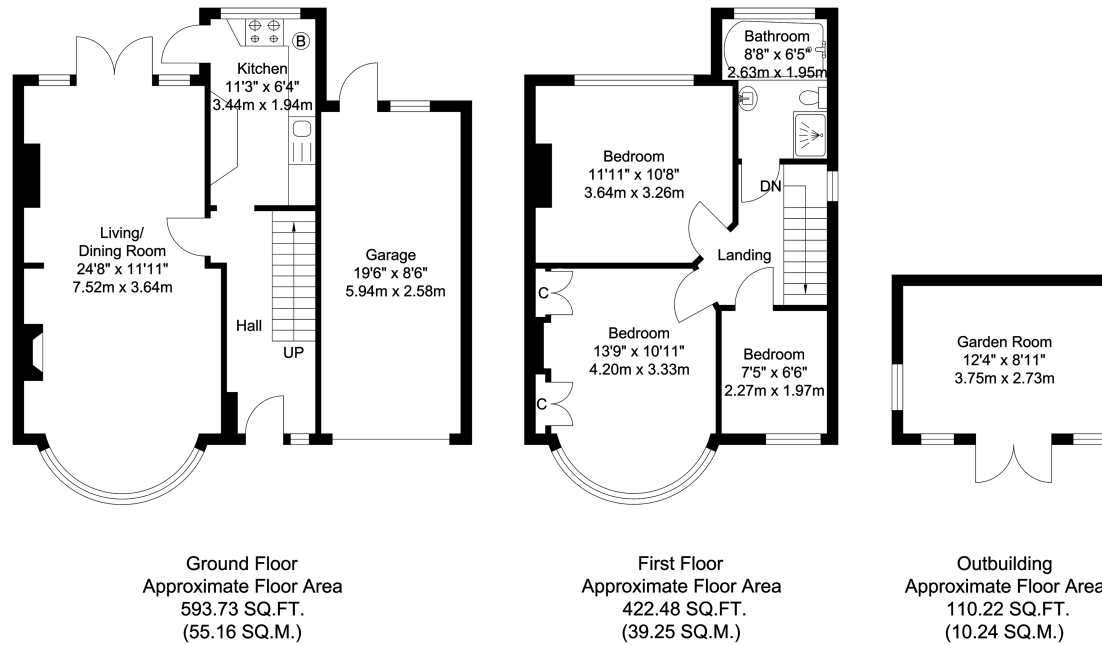 Kitchen
11'3" x 6'4"
3.44m x 1.94m
B
Living/
Dining Room
24'8" x 11'11"
7.52m x 3.64m
Garage
19'6" x 8'6"
5.94m x 2.58m
Hall
UP
Ground Floor
Approximate Floor Area
593.73 SQ.FT.
(55.16 SQ.M.)
Bathroom
8'8" x 6'5"
2.63m x 1.95m
Bedroom
11'11" x 10'8"
3.64m x 3.26m
DN
Landing
C
Bedroom
13'9" x 10'11"
4.20m x 3.33m
C
Bedroom
7'5" x 6'6"
2.27m x 1.97m
First Floor
Approximate Floor Area
422.48 SQ.FT.
(39.25 SQ.M.)
Garden Room
12'4" x 8'11"
3.75m x 2.73m
Outbuilding
Approximate Floor Area
110.22 SQ.FT.
(10.24 SQ.M.)